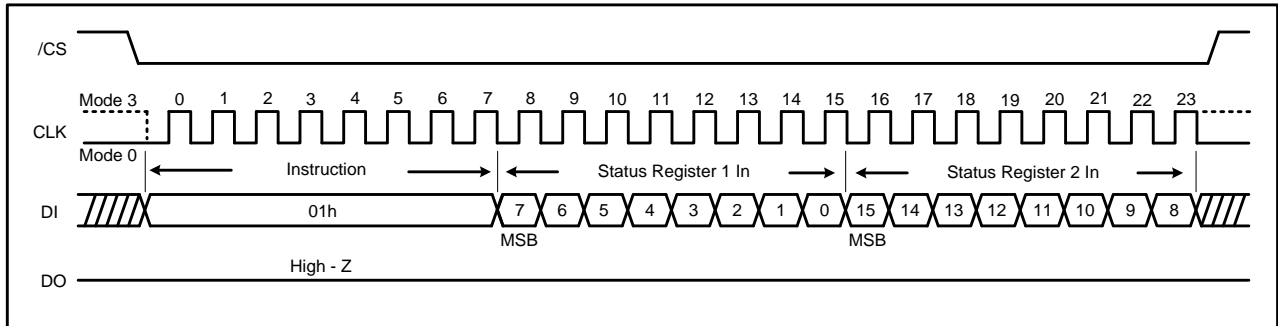 /CS
Mode 3 0 1 2 3 4 5 6 7 8 9 10 11 12 13 14 15 16 17 18 19 20 21 22 23
CLK
Mode 0
Instruction Status Register 1 In Status Register 2 In
DI 01h 7 6 5 4 3 2 1 0 15 14 13 12 11 10 9 8
MSB MSB
High - Z
DO